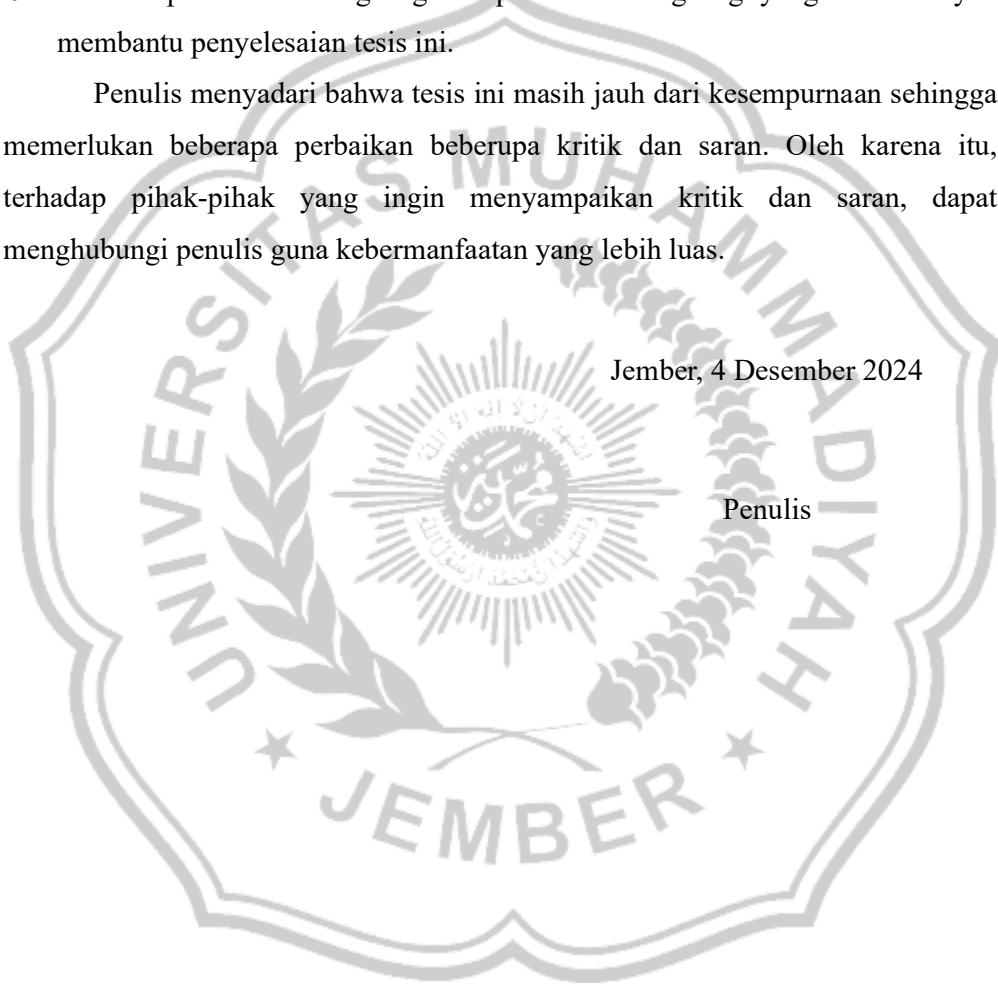 membantu penyelesaian tesis ini.
Penulis menyadari bahwa tesis ini masih jauh dari kesempurnaan sehingga
memerlukan beberapa perbaikan beberupa kritik dan saran. Oleh karena itu,
terhadap pihak-pihak yang ingin menyampaikan kritik dan saran, dapat
menghubungi penulis guna kebermanfaatan yang lebih luas.
Jember, 4 Desember 2024
Penulis
UNIVERSITAS MUHAMMADIYAH
JEMBER